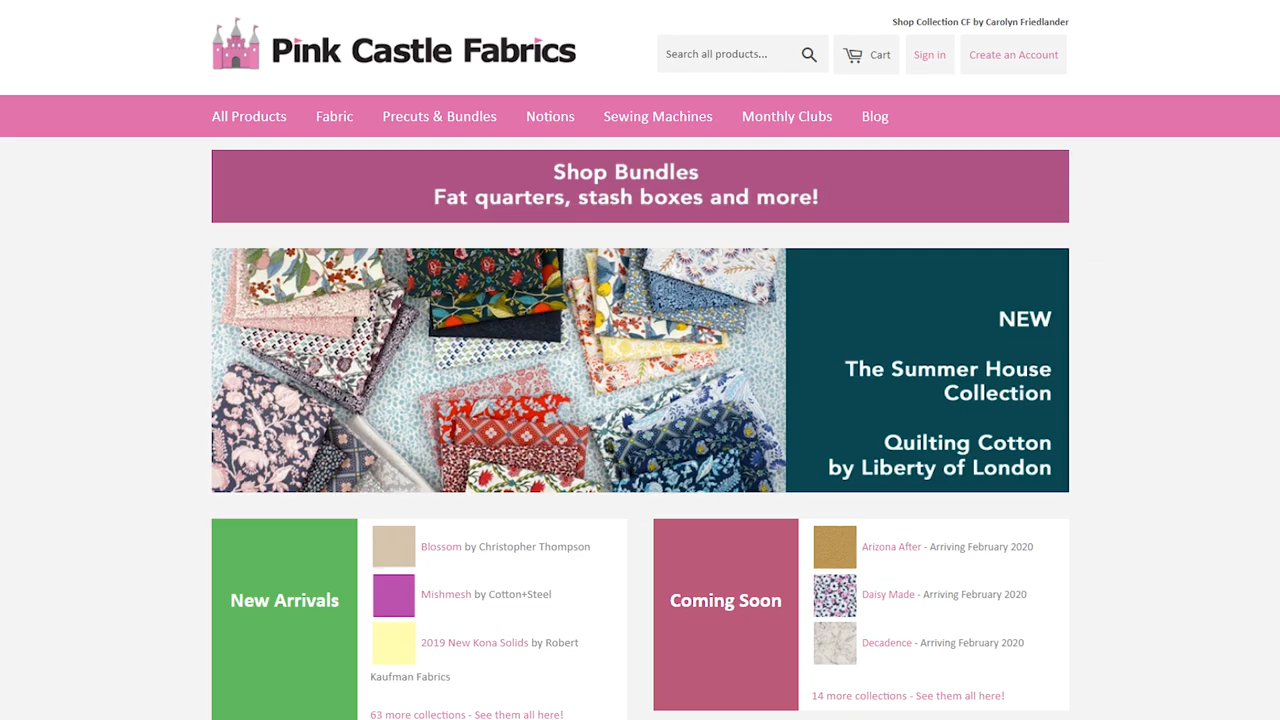 Shop Collection CF by Carolyn Friedlander
Pink Castle Fabrics
Search all products...
Cart
Sign in
Create an Account
All Products
Fabric
Precuts & Bundles
Notions
Sewing Machines
Monthly Clubs
Blog
Shop Bundles
Fat quarters, stash boxes and more!
NEW
The Summer House
Collection
Quilting Cotton
by Liberty of London
New Arrivals
Blossom by Christopher Thompson
Mishmesh by Cotton+Steel
2019 New Kona Solids by Robert
Kaufman Fabrics
63 more collections - See them all here!
Coming Soon
Arizona After - Arriving February 2020
Daisy Made - Arriving February 2020
Decadence - Arriving February 2020
14 more collections - See them all here!